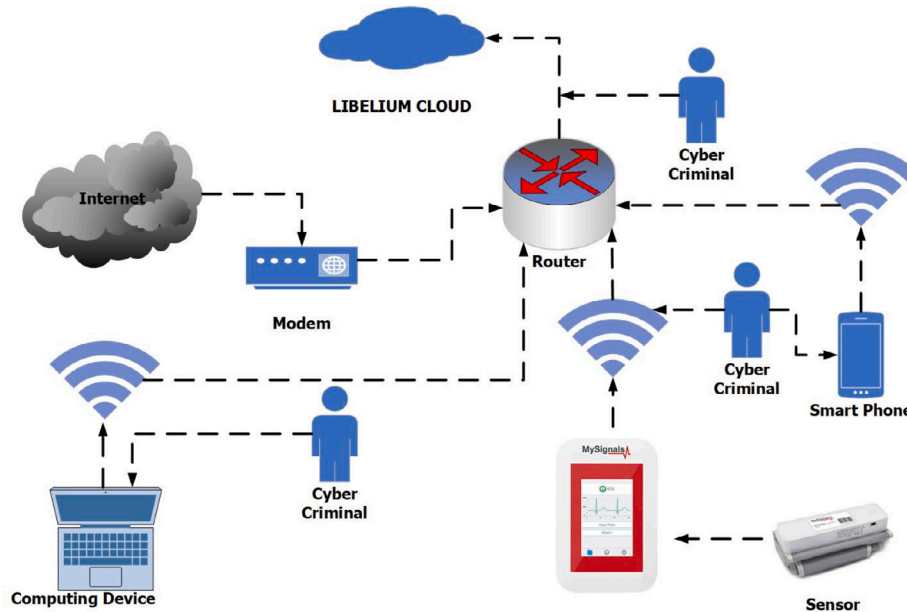 LIBELIUM CLOUD
Cyber
Criminal
Internet
Router
Modem
Cyber
Criminal
Smart Phone
Cyber
Criminal
MySignals
Computing Device
Sensor